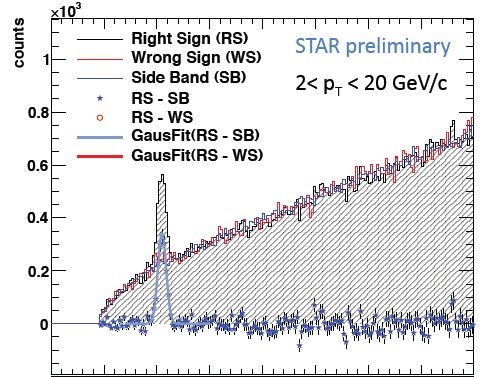 ×10³
counts
Right Sign (RS)
Wrong Sign (WS)
Side Band (SB)
RS - SB
RS - WS
GausFit(RS - SB)
GausFit(RS - WS)
STAR preliminary
2< pT < 20 GeV/c
1
0.8
0.6
0.4
0.2
0